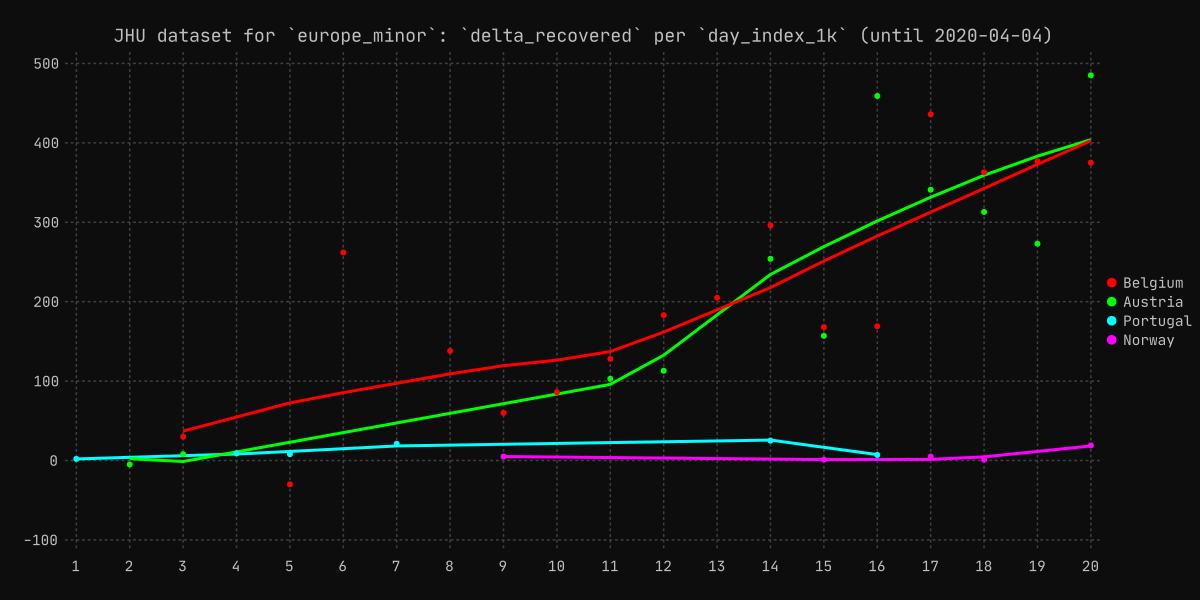 JHU dataset for `europe_minor`: `delta_recovered` per `day_index_1k` (until 2020-04-04)
500
400
300
200
100
0
-100
1 2 3 4 5 6 7 8 9 10 11 12 13 14 15 16 17 18 19 20
Belgium
Austria
Portugal
Norway